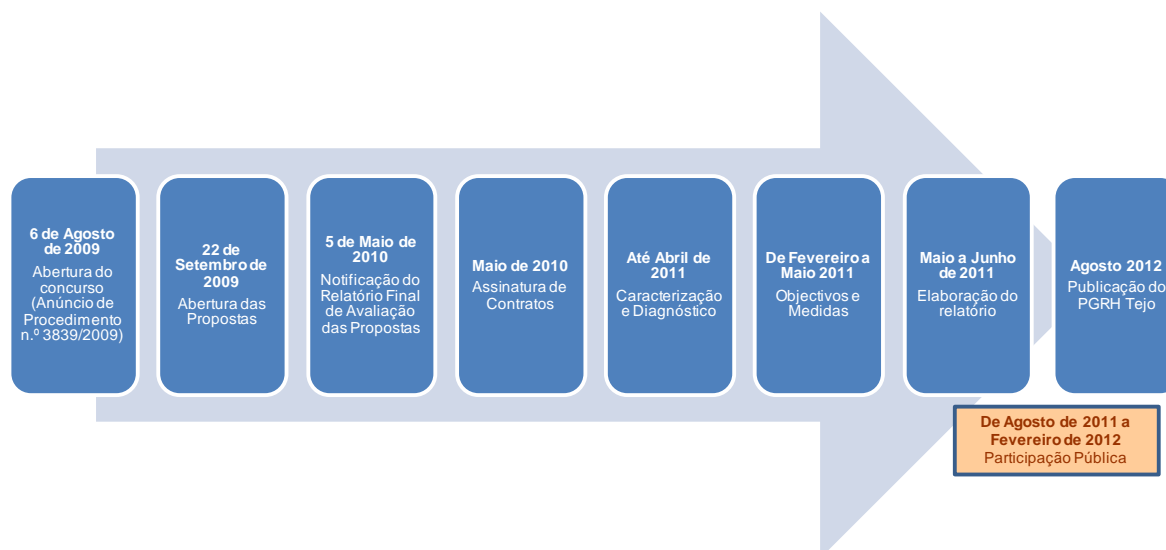 6 de Agosto
de 2009
Abertura do
concurso
(Anúncio de
Procedimento
n.º 3839/2009)
22 de
Setembro de
2009
Abertura das
Propostas
5 de Maio de
2010
Notificação do
Relatório Final
de Avaliação
das Propostas
Maio de 2010
Assinatura de
Contratos
Até Abril de
2011
Caracterização
e Diagnóstico
De Fevereiro a
Maio 2011
Objectivos e
Medidas
Maio a Junho
de 2011
Elaboração do
relatório
Agosto 2012
Publicação do
PGRH Tejo
De Agosto de 2011 a
Fevereiro de 2012
Participação Pública